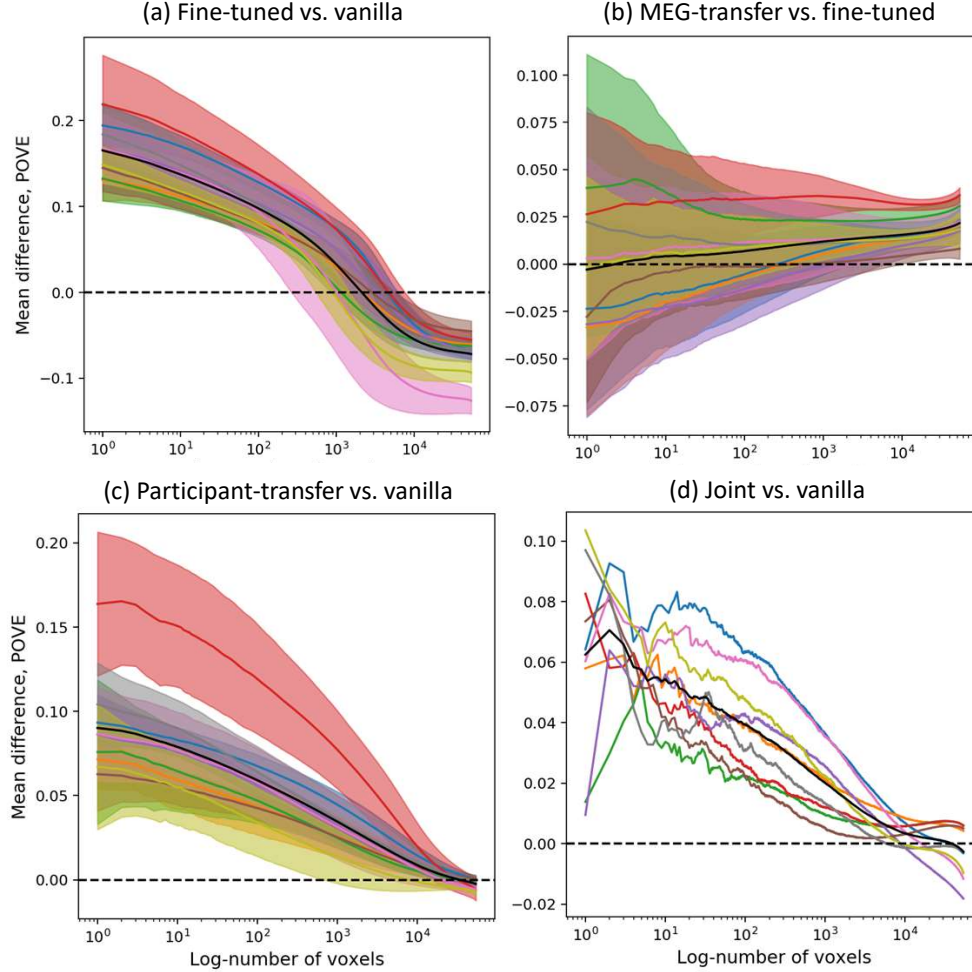 (a) Fine-tuned vs. vanilla
Mean difference, POVE
0.2
0.1
0.0
−0.1
10⁰ 10¹ 10² 10³ 10⁴
(b) MEG-transfer vs. fine-tuned
0.100
0.075
0.050
0.025
0.000
−0.025
−0.050
−0.075
10⁰ 10¹ 10² 10³ 10⁴
(c) Participant-transfer vs. vanilla
Mean difference, POVE
0.20
0.15
0.10
0.05
0.00
10⁰ 10¹ 10² 10³ 10⁴
Log-number of voxels
(d) Joint vs. vanilla
0.10
0.08
0.06
0.04
0.02
0.00
−0.02
10⁰ 10¹ 10² 10³ 10⁴
Log-number of voxels